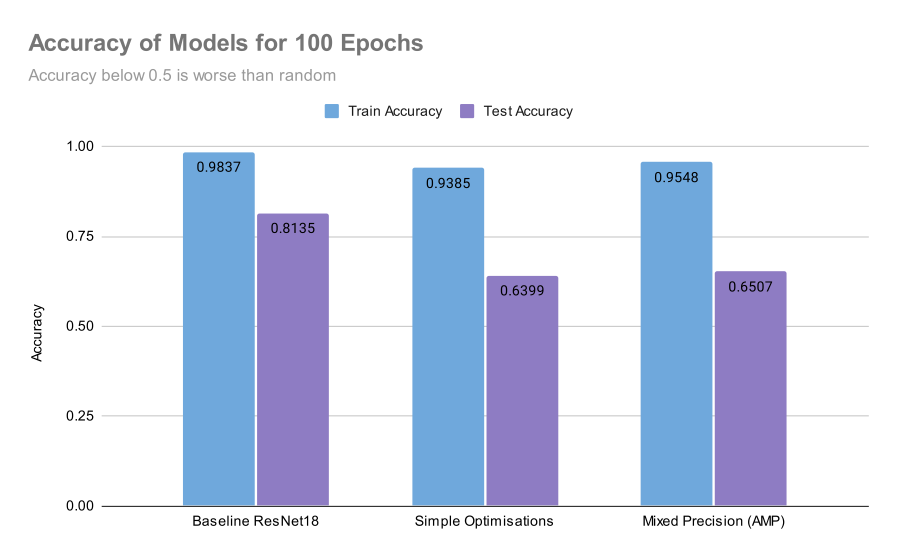 Accuracy of Models for 100 Epochs
Accuracy below 0.5 is worse than random
Train Accuracy Test Accuracy
1.00
0.9837 0.9385 0.9548
0.8135
0.75
0.6399 0.6507
0.50
Accuracy
0.25
0.00
Baseline ResNet18 Simple Optimisations Mixed Precision (AMP)